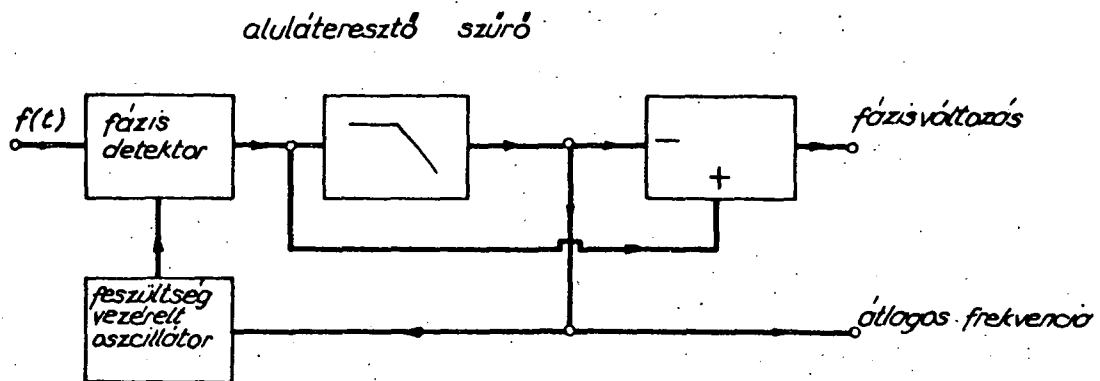 aluláteresztő szűrő
f(t)
fázis
detektor
−
+
fázisváltozás
feszültség
vezérelt
oszcillátor
átlagos frekvencia